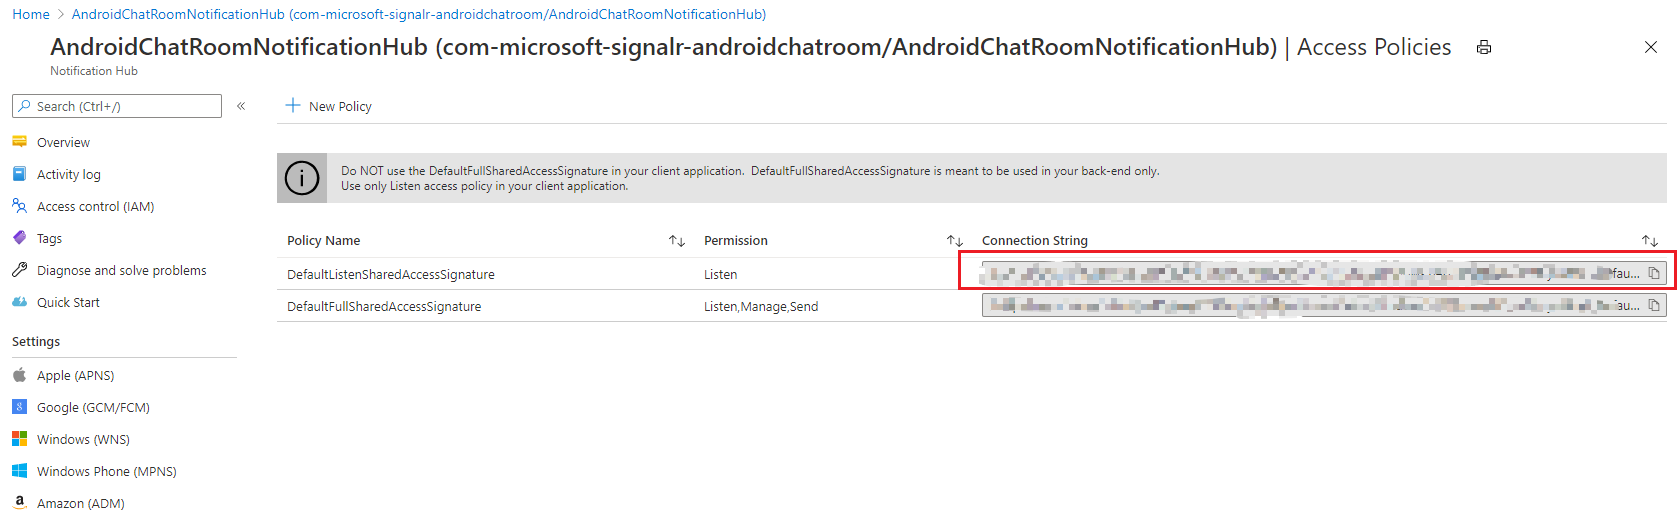 Home > AndroidChatRoomNotificationHub (com-microsoft-signalr-androidchatroom/AndroidChatRoomNotificationHub)
AndroidChatRoomNotificationHub (com-microsoft-signalr-androidchatroom/AndroidChatRoomNotificationHub) | Access Policies
Notification Hub
Search (Ctrl+/)
«
Overview
Activity log
Access control (IAM)
Tags
Diagnose and solve problems
Quick Start
Settings
Apple (APNS)
Google (GCM/FCM)
Windows (WNS)
Windows Phone (MPNS)
Amazon (ADM)
+ New Policy
Do NOT use the DefaultFullSharedAccessSignature in your client application. DefaultFullSharedAccessSignature is meant to be used in your back-end only.
Use only Listen access policy in your client application.
Policy Name Permission Connection String
DefaultListenSharedAccessSignature Listen fau...
DefaultFullSharedAccessSignature Listen,Manage,Send fau...